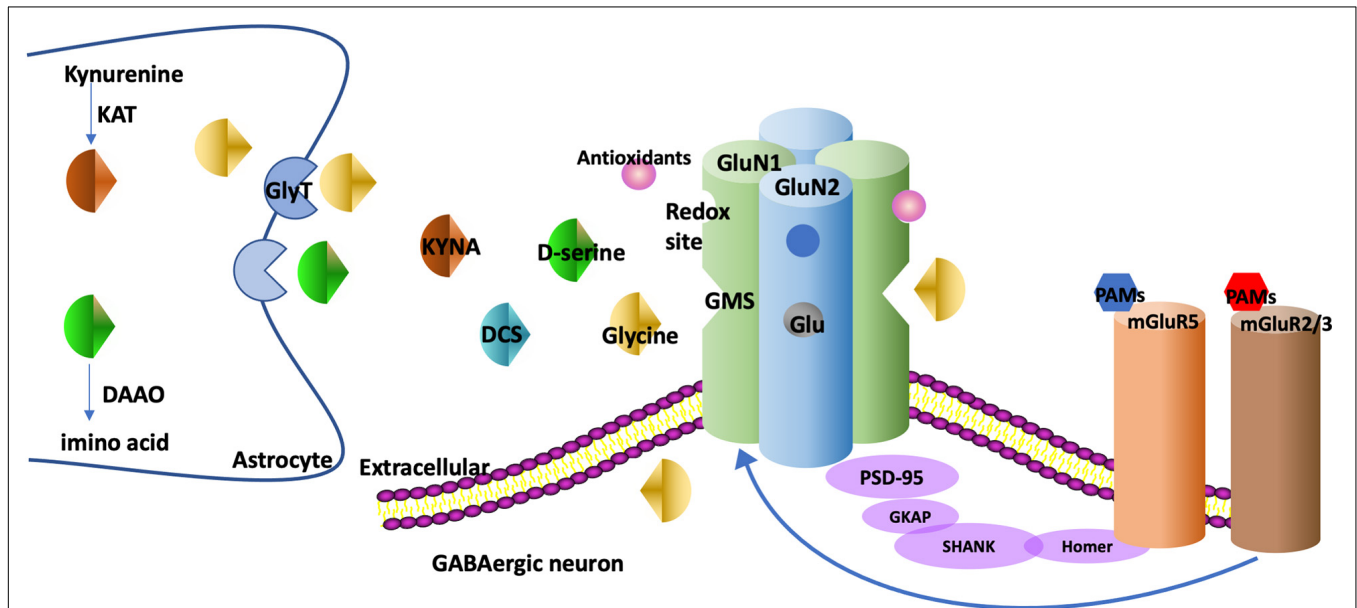 Kynurenine
KAT
GlyT
DAAO
imino acid
Astrocyte
KYNA
D-serine
DCS
Glycine
Antioxidants
Redox
site
GMS
GluN1
GluN2
Glu
Extracellular
GABAergic neuron
PSD-95
GKAP
SHANK
Homer
PAMs
mGluR5
PAMs
mGluR2/3